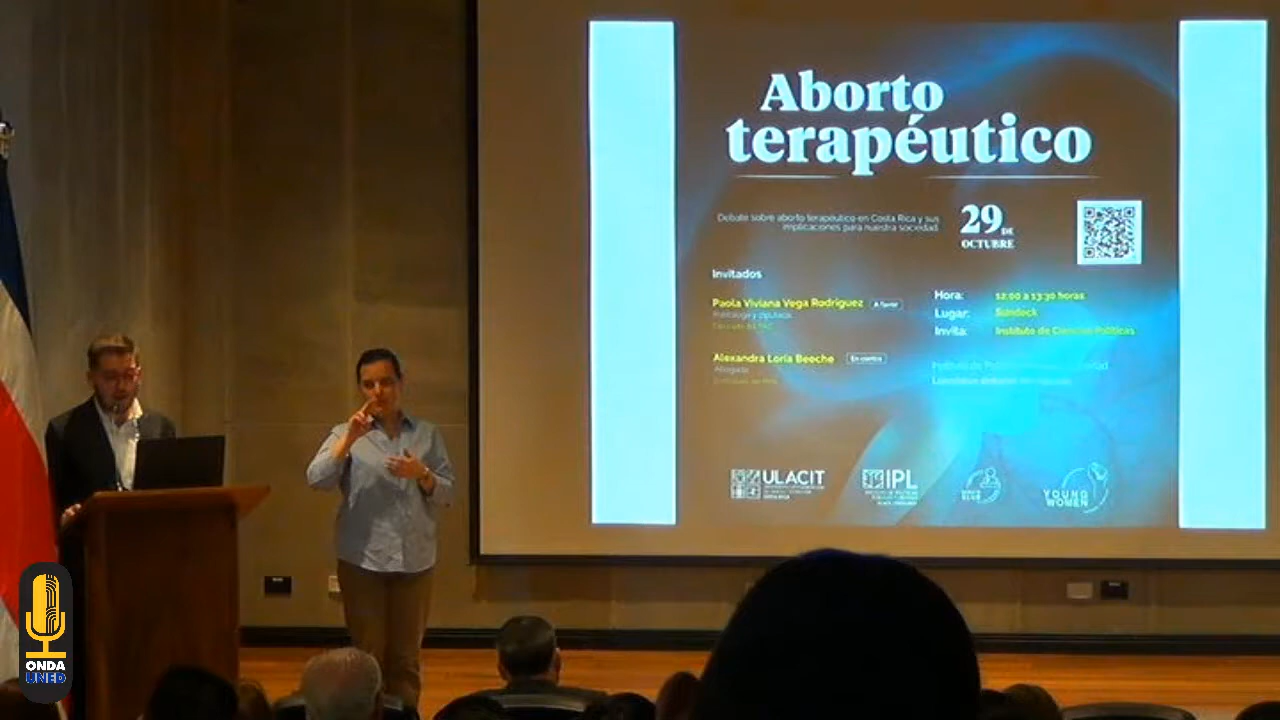 Aborto
terapéutico
Debate sobre aborto terapéutico en Costa Rica y sus
implicaciones para nuestra sociedad.
29 DE
OCTUBRE
Invitados
Paola Viviana Vega Rodríguez A favor
Politóloga y diputada
Alexandra Loría Beeche En contra
Abogada
Hora: 12:00 a 13:30 horas
Lugar: Sundeck
Invita: Instituto de Ciencias Políticas
ULACIT
COSTA RICA
IPL
YOUNG
WOMEN
ONDA
UNED